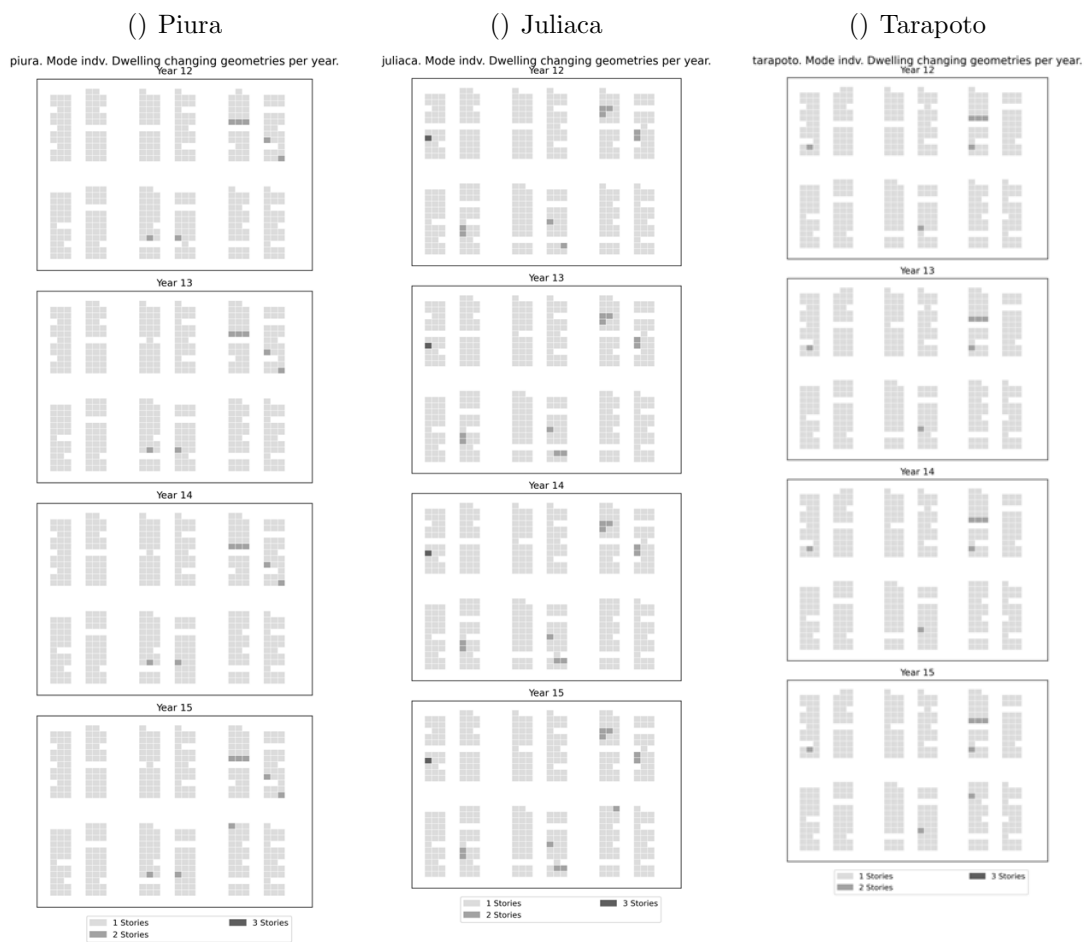 () Piura
piura. Mode indv. Dwelling changing geometries per year.
Year 12
Year 13
Year 14
Year 15
1 Stories
2 Stories
3 Stories
() Juliaca
juliaca. Mode indv. Dwelling changing geometries per year.
Year 12
Year 13
Year 14
Year 15
1 Stories
2 Stories
3 Stories
() Tarapoto
tarapoto. Mode indv. Dwelling changing geometries per year.
Year 12
Year 13
Year 14
Year 15
1 Stories
2 Stories
3 Stories